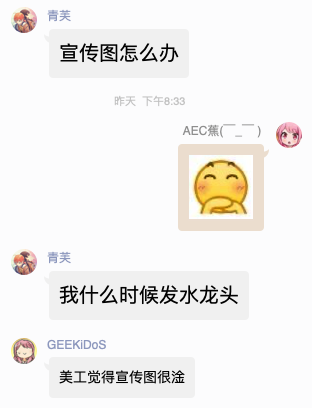 青芙
宣传图怎么办
昨天 下午8:33
AEC蕉(￣_￣)
青芙
我什么时候发水龙头
GEEKiDoS
美工觉得宣传图很淦